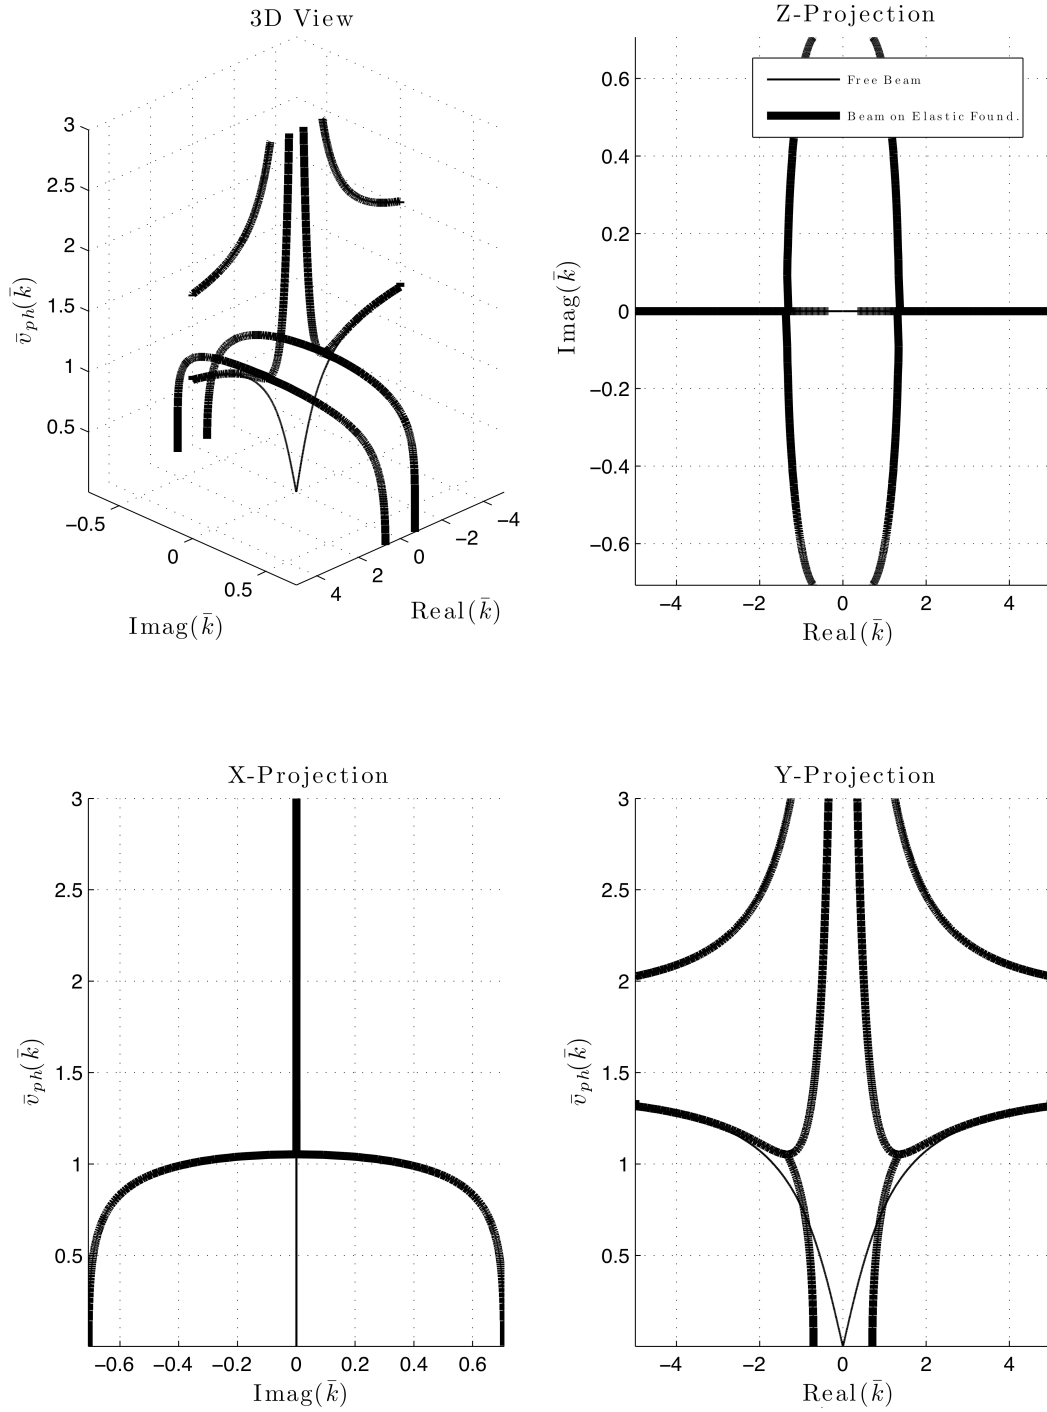 3D View
3
2.5
2
1.5
1
0.5
v̄ₚₕ(k̄)
−0.5
0
0.5
Imag(k̄)
4
2
0
−2
−4
Real(k̄)
Z-Projection
Free Beam
Beam on Elastic Found.
0.6
0.4
0.2
0
−0.2
−0.4
−0.6
Imag(k̄)
−4 −2 0 2 4
Real(k̄)
X-Projection
3
2.5
2
1.5
1
0.5
v̄ₚₕ(k̄)
−0.6 −0.4 −0.2 0 0.2 0.4 0.6
Imag(k̄)
Y-Projection
3
2.5
2
1.5
1
0.5
v̄ₚₕ(k̄)
−4 −2 0 2 4
Real(k̄)